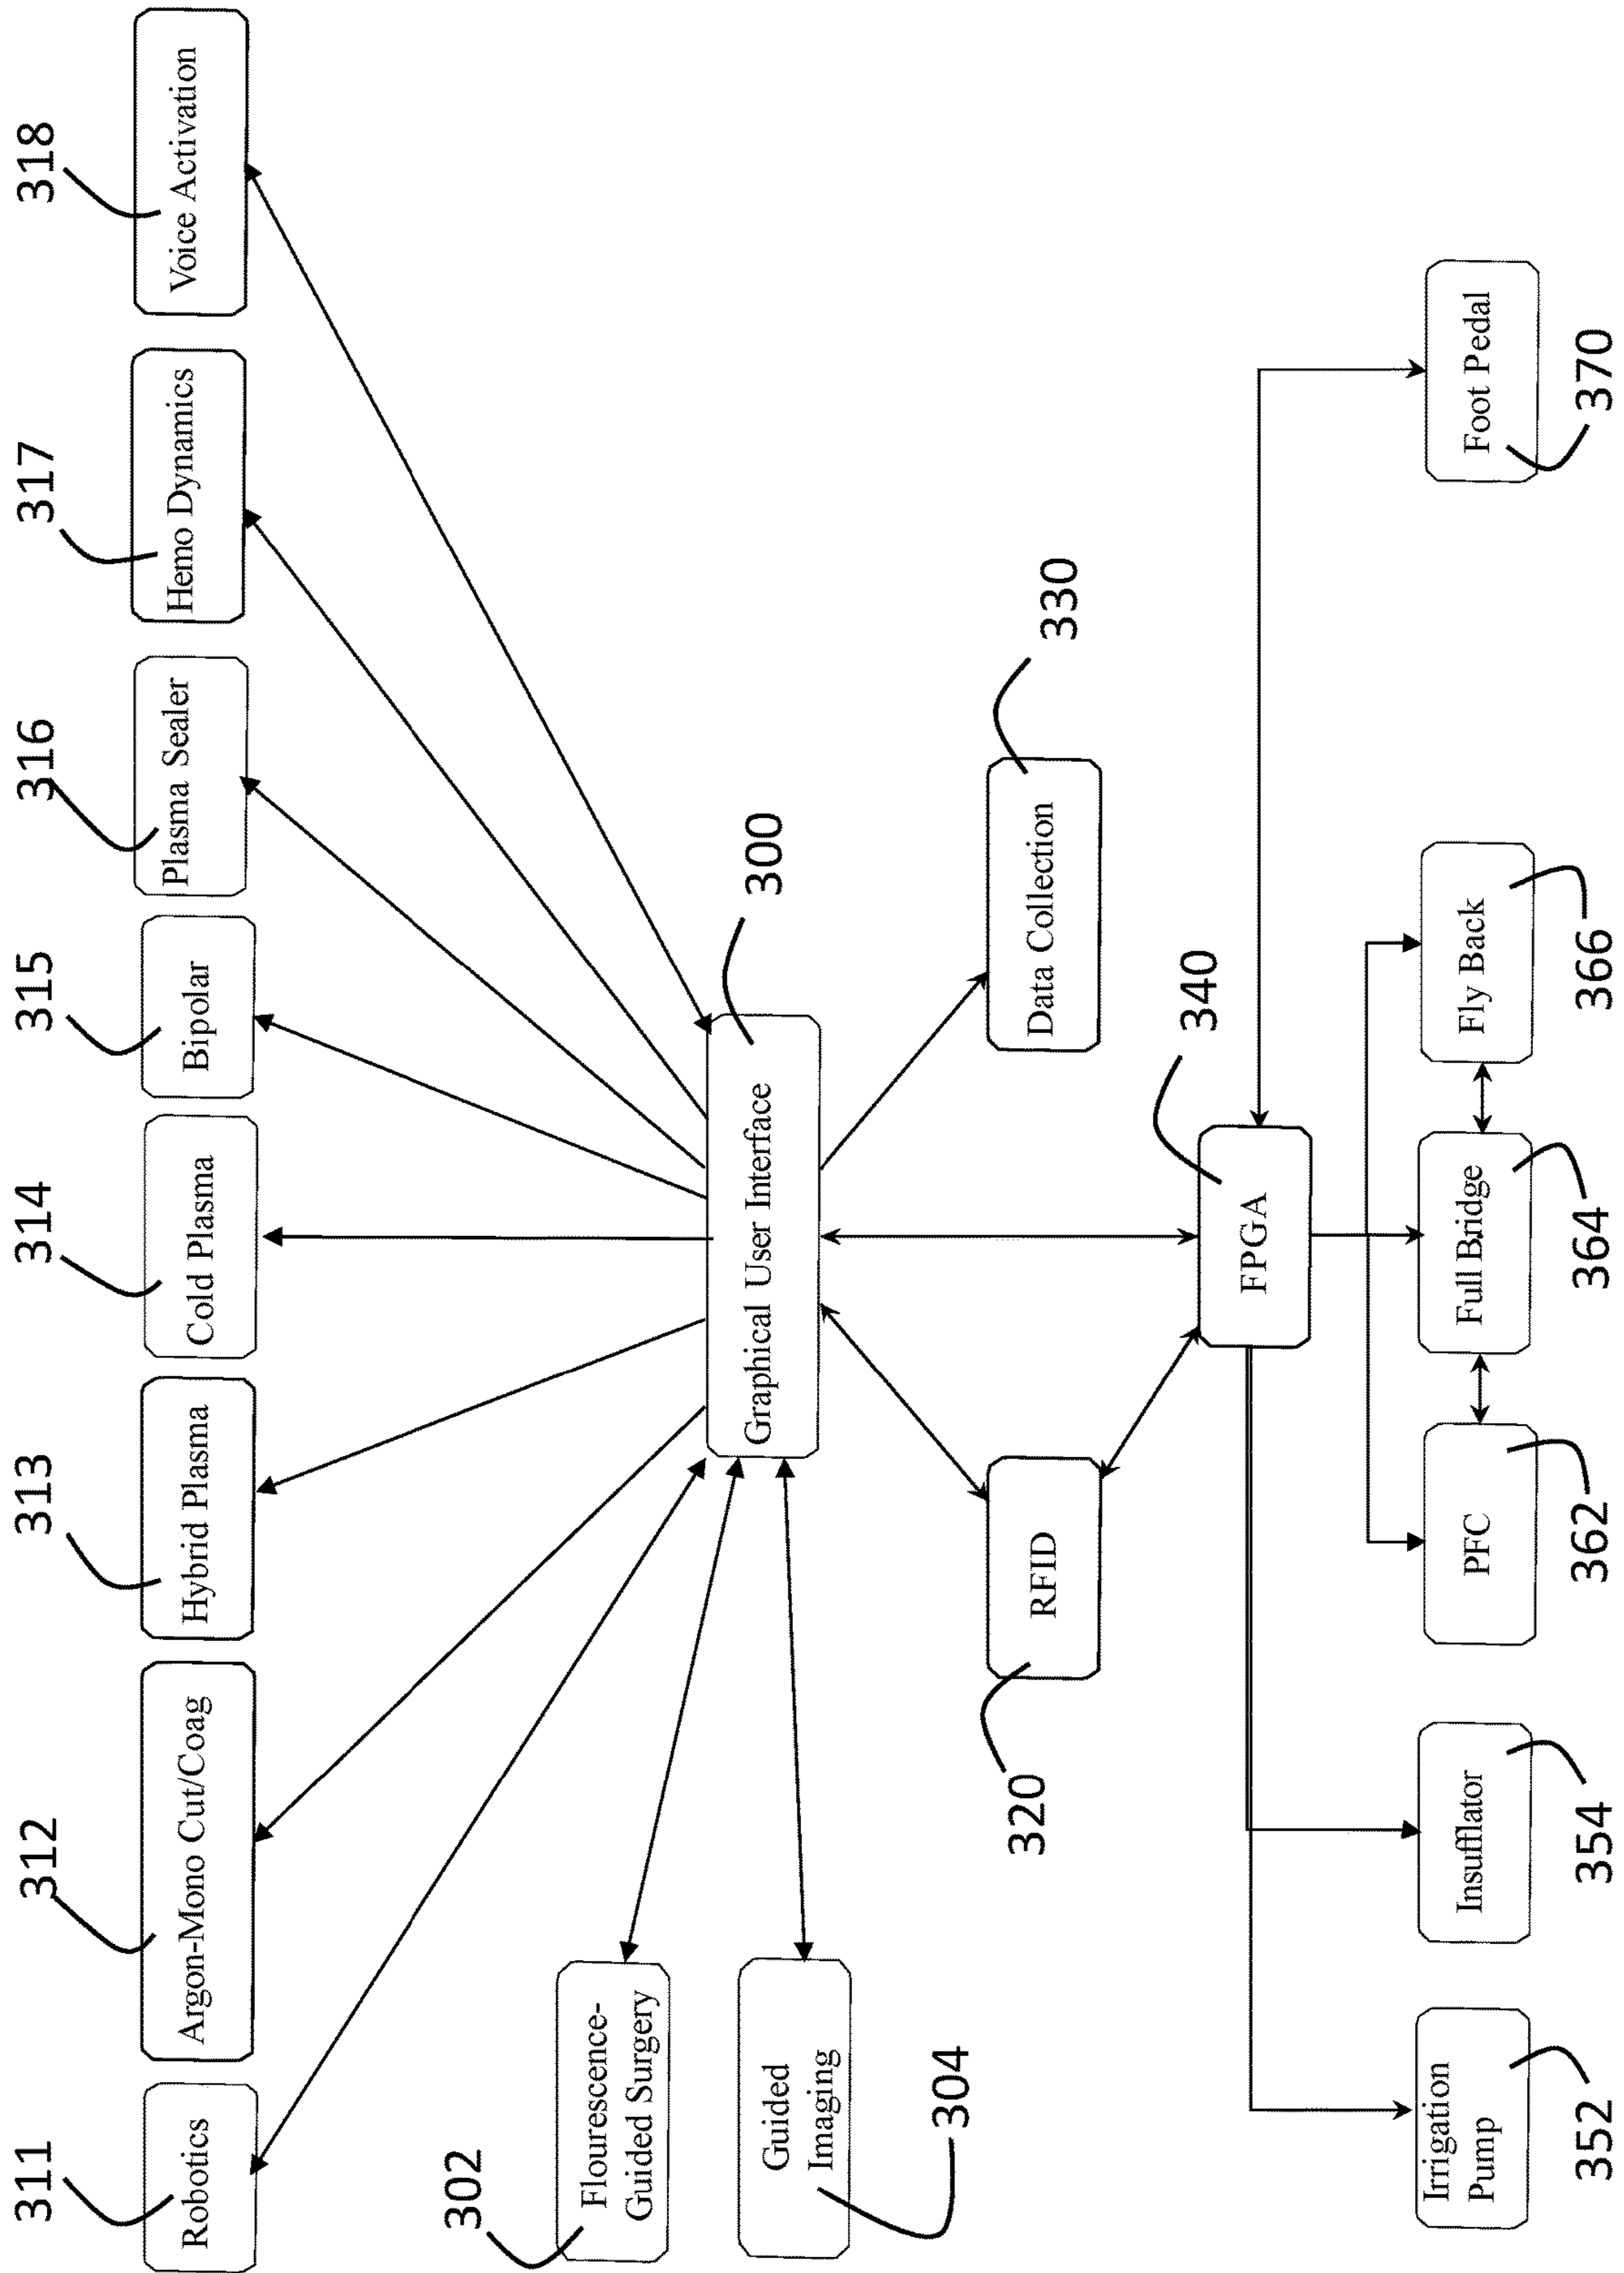 311
312
313
314
315
316
317
318
Robotics
Argon-Mono Cut/Coag
Hybrid Plasma
Cold Plasma
Bipolar
Plasma Sealer
Hemo Dynamics
Voice Activation
302
Flourescence-
Guided Surgery
304
Guided
Imaging
300
Graphical User Interface
320
RFID
330
Data Collection
340
FPGA
Irrigation
Pump
Insufflator
PFC
Full Bridge
Fly Back
Foot Pedal
352
354
362
364
366
370